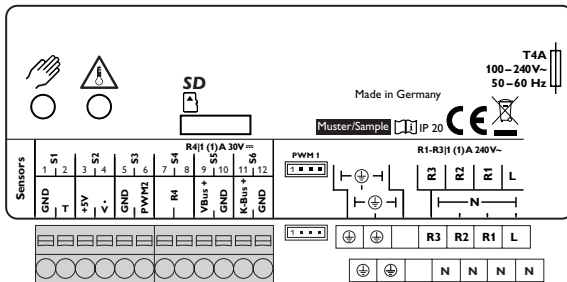 SD
T4A
100–240V~
50–60 Hz
Made in Germany
Muster/Sample
IP 20
CE
Sensors
R4|1 (1) A 30V ⎓
S1 S2 S3 S4 S5 S6
1 2 3 4 5 6 7 8 9 10 11 12
GND T +5V V· GND PWM2 R4 VBus + GND K-Bus + GND
PWM 1
1
R1-R3|1 (1) A 240V~
R3 R2 R1 L
N
1
R3 R2 R1 L
N N N N